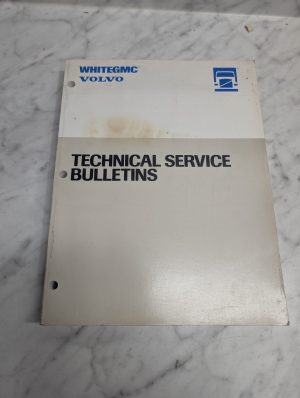 WHITEGMC
VOLVO
TECHNICAL SERVICE
BULLETINS